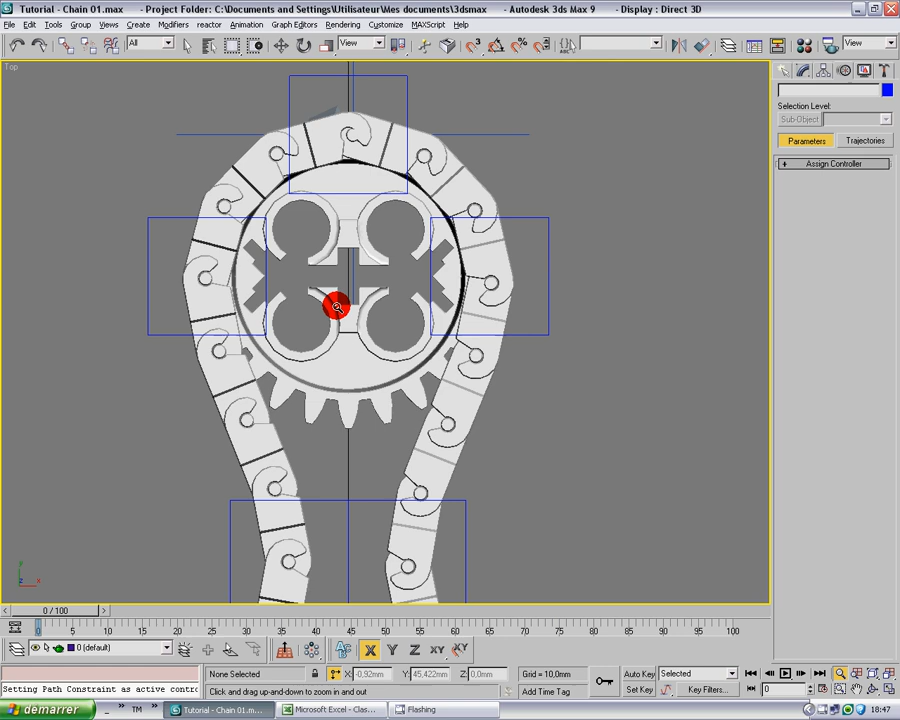 Tutorial - Chain 01.max - Project Folder: C:\Documents and Settings\Utilisateur\Mes documents\3dsmax - Autodesk 3ds Max 9 - Display : Direct 3D
File Edit Tools Group Views Create Modifiers reactor Animation Graph Editors Rendering Customize MAXScript Help
All View View
Top
Selection Level:
Sub-Object
Parameters Trajectories
+ Assign Controller
y x z
0 / 100
0 5 10 15 20 25 30 35 40 45 50 55 60 65 70 75 80 85 90 95 100
0 (default) X Y Z XY XY
None Selected X: -0,92mm Y: 45,422mm Z: 0,0mm Grid = 10,0mm Auto Key Selected
Setting Path Constraint as active contro Click and drag up-and-down to zoom in and out Add Time Tag Set Key Key Filters... 0
démarrer TM Tutorial - Chain 01.m... Microsoft Excel - Clas... Flashing 18:47